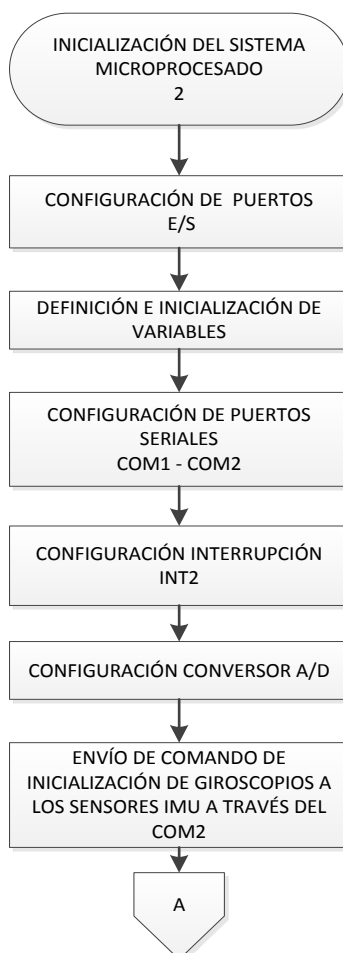 INICIALIZACIÓN DEL SISTEMA
MICROPROCESADO
2
CONFIGURACIÓN DE PUERTOS
E/S
DEFINICIÓN E INICIALIZACIÓN DE
VARIABLES
CONFIGURACIÓN DE PUERTOS
SERIALES
COM1 - COM2
CONFIGURACIÓN INTERRUPCIÓN
INT2
CONFIGURACIÓN CONVERSOR A/D
ENVÍO DE COMANDO DE
INICIALIZACIÓN DE GIROSCOPIOS A
LOS SENSORES IMU A TRAVÉS DEL
COM2
A